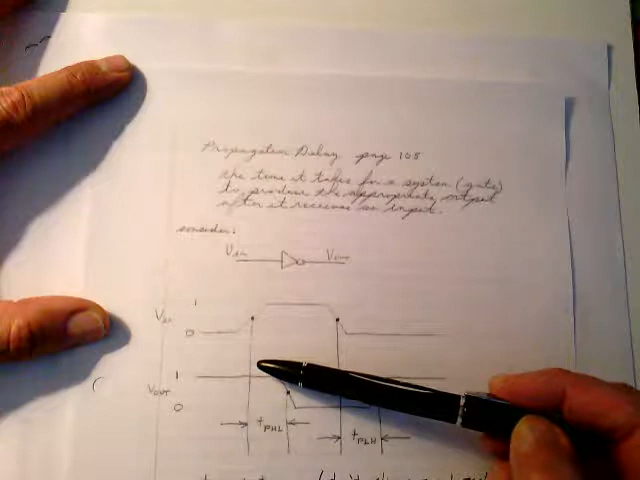 Propagation Delay page 105
the time it takes for a system (gate)
to produce the appropriate output
after it receives an input.
consider:
Vin Vout
1
Vin
0
1
VOUT
0
tPHL tPLH